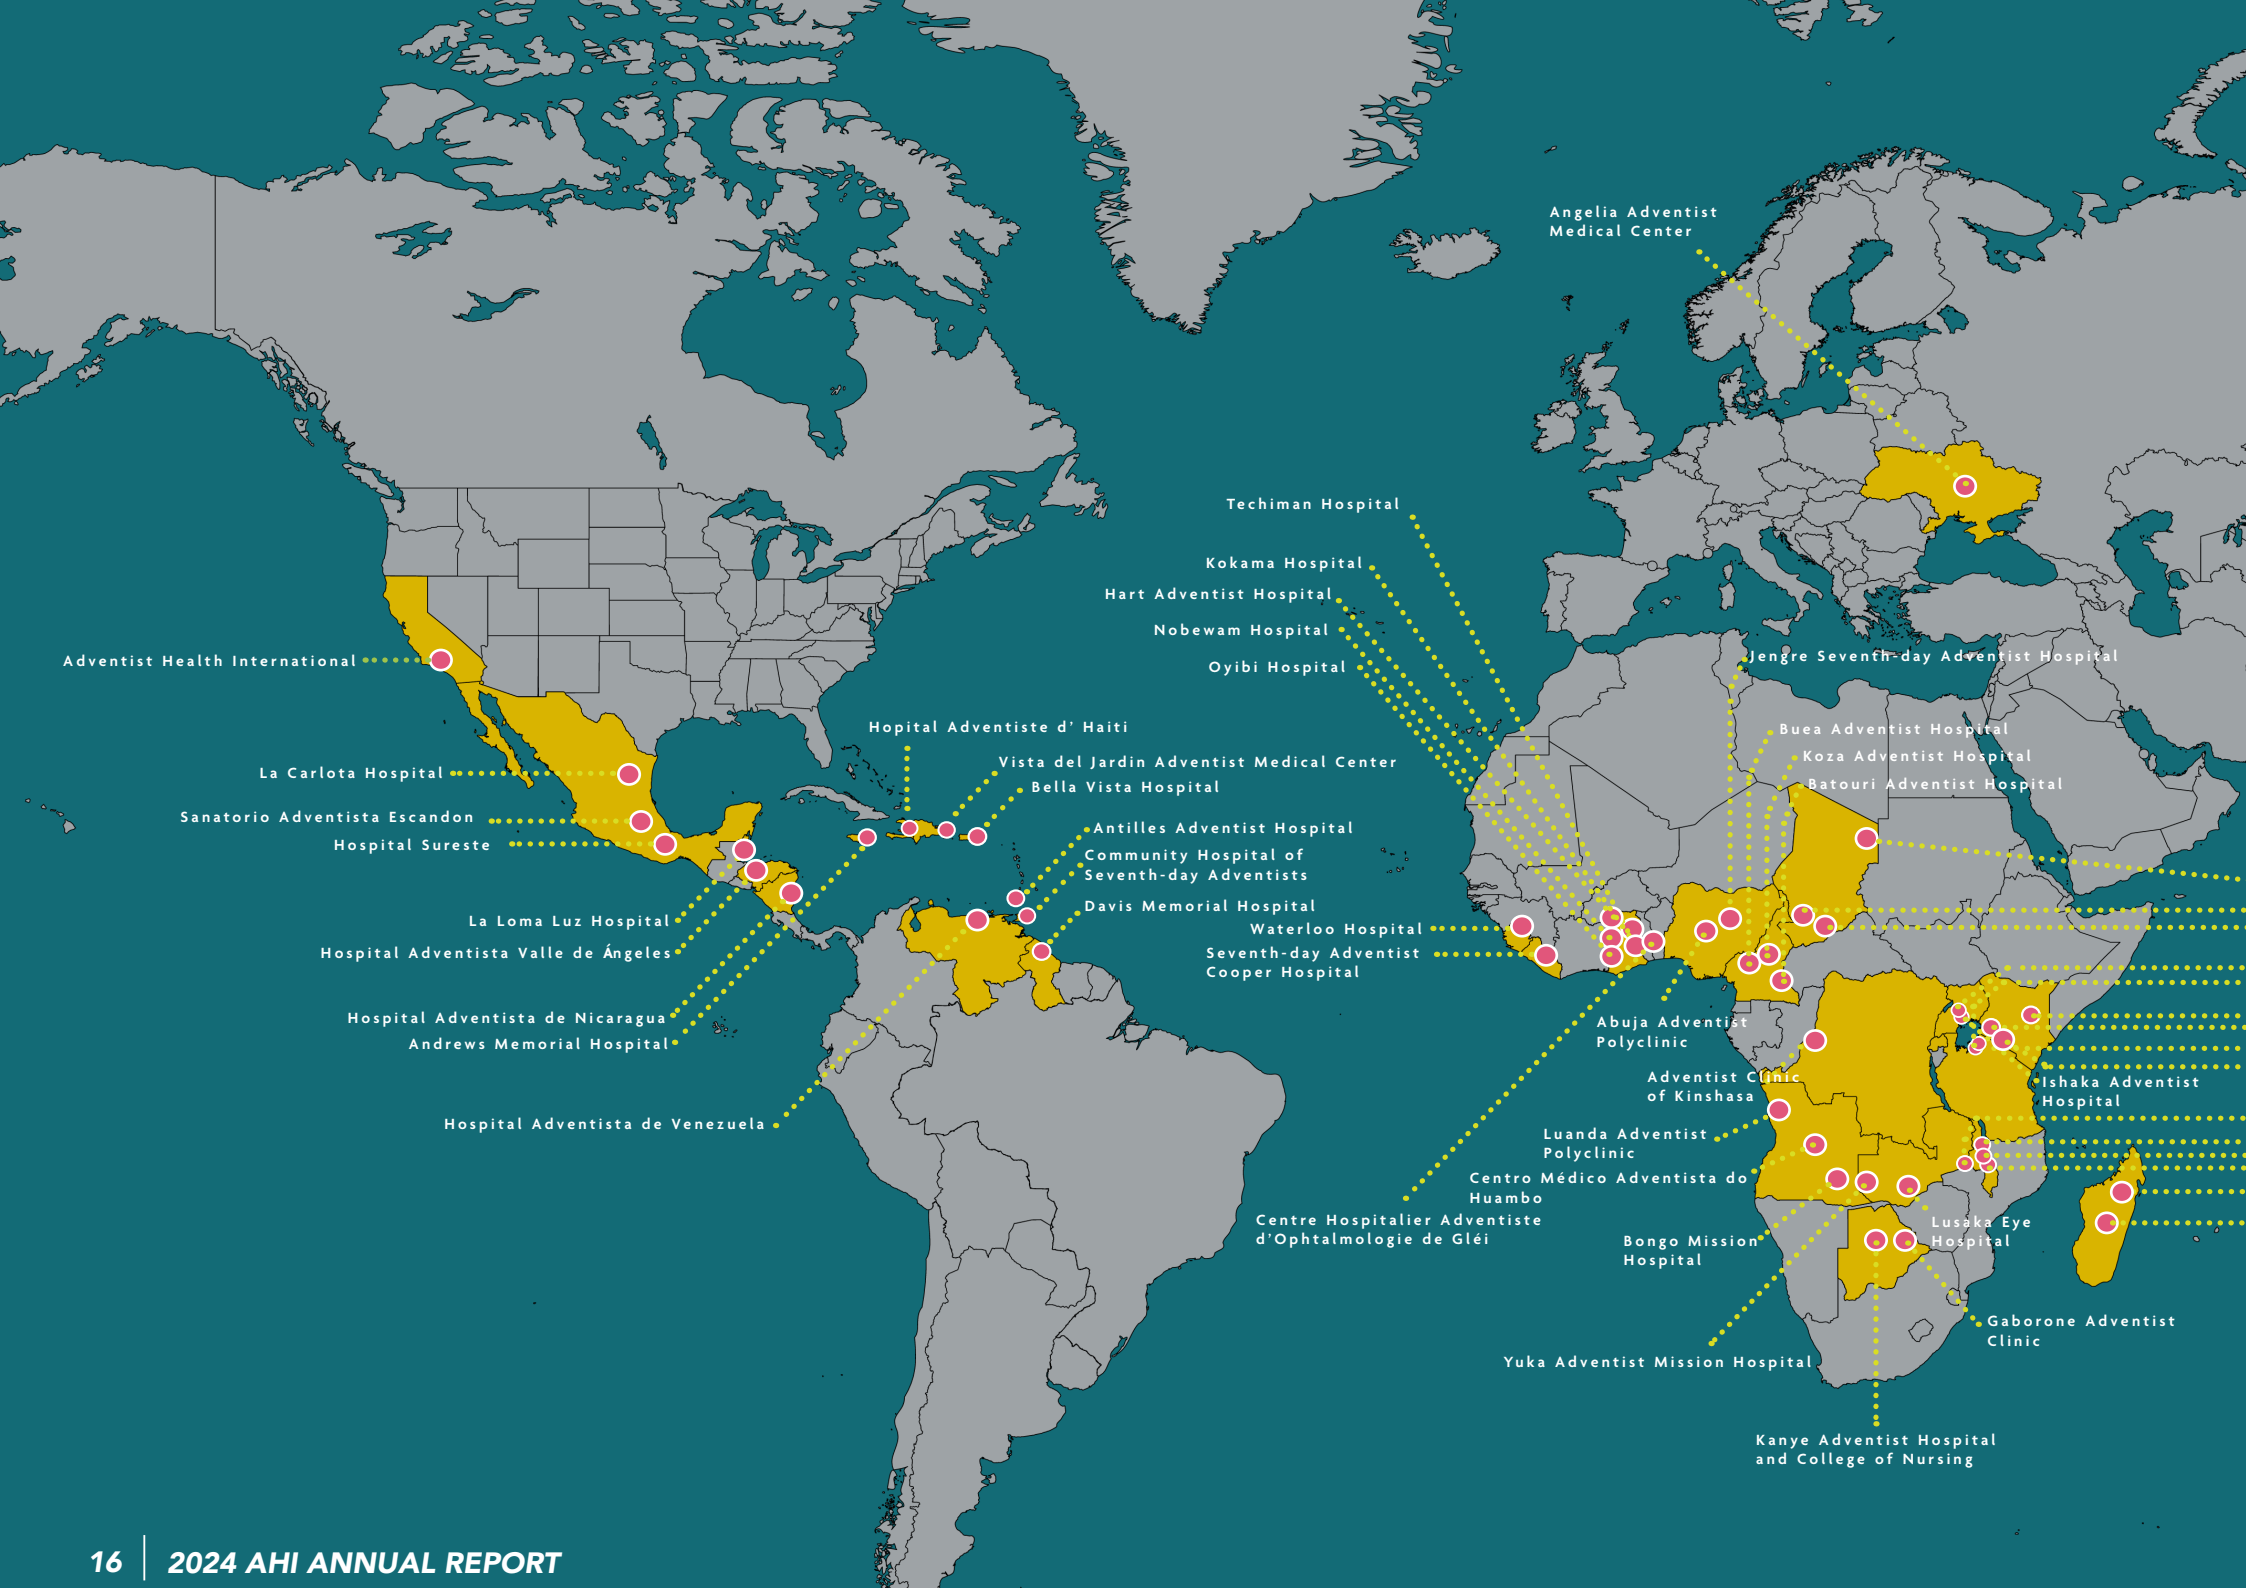 Angelia Adventist
Medical Center
Techiman Hospital
Kokama Hospital
Hart Adventist Hospital
Nobewam Hospital
Oyibi Hospital
Jengre Seventh-day Adventist Hospital
Adventist Health International
Hopital Adventiste d' Haiti
Buea Adventist Hospital
Koza Adventist Hospital
Vista del Jardin Adventist Medical Center
La Carlota Hospital
Batouri Adventist Hospital
Bella Vista Hospital
Sanatorio Adventista Escandon
Antilles Adventist Hospital
Hospital Sureste
Community Hospital of
Seventh-day Adventists
Davis Memorial Hospital
La Loma Luz Hospital
Waterloo Hospital
Hospital Adventista Valle de Ángeles
Seventh-day Adventist
Cooper Hospital
Hospital Adventista de Nicaragua
Abuja Adventist
Polyclinic
Andrews Memorial Hospital
Adventist Clinic
of Kinshasa
Ishaka Adventist
Hospital
Hospital Adventista de Venezuela
Luanda Adventist
Polyclinic
Centro Médico Adventista do
Huambo
Centre Hospitalier Adventiste
d'Ophtalmologie de Gléi
Lusaka Eye
Hospital
Bongo Mission
Hospital
Gaborone Adventist
Clinic
Yuka Adventist Mission Hospital
Kanye Adventist Hospital
and College of Nursing
16 2024 AHI ANNUAL REPORT